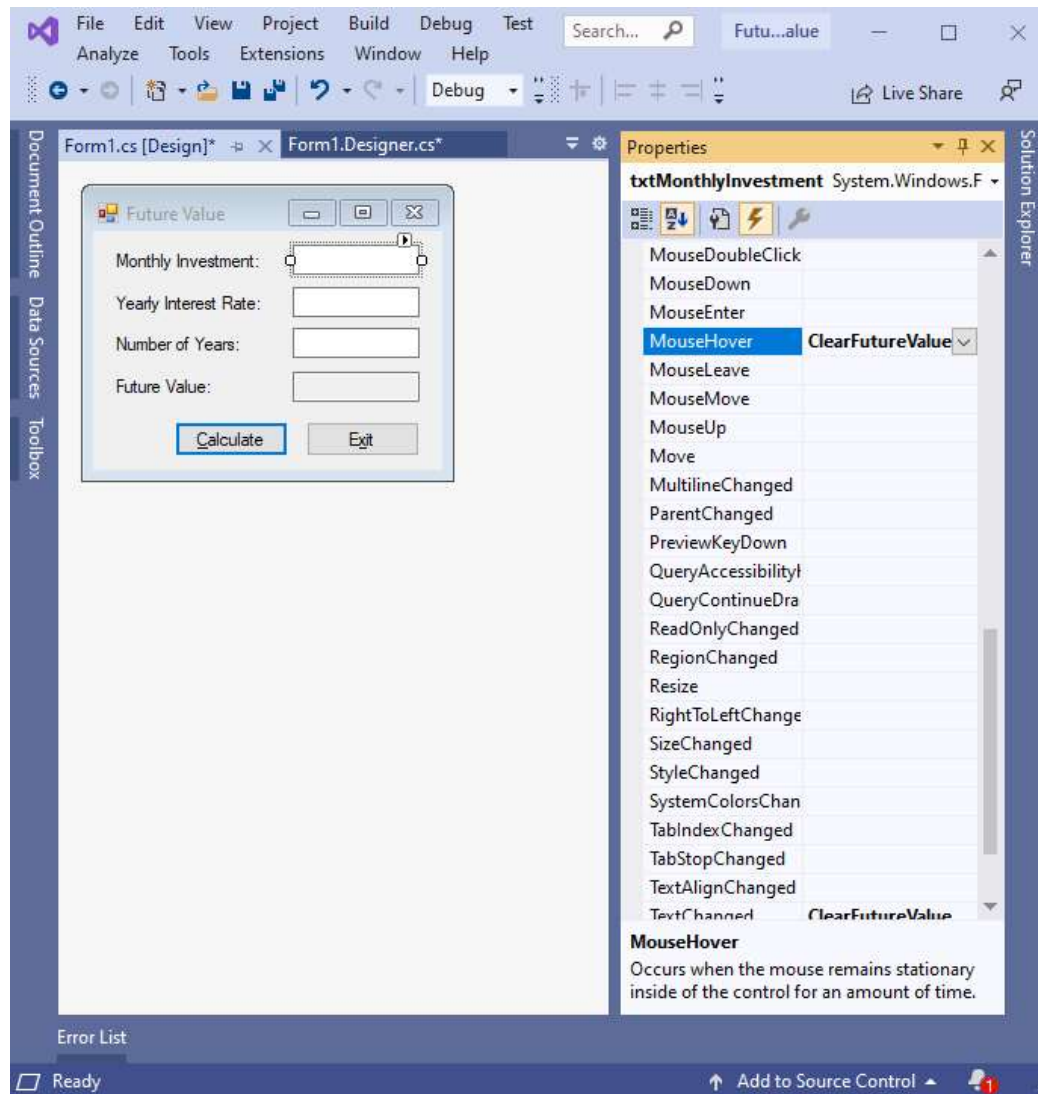 File Edit View Project Build Debug Test
Analyze Tools Extensions Window Help
Search...
Futu...alue
Debug
Live Share
Document Outline
Data Sources
Toolbox
Form1.cs [Design]*
Form1.Designer.cs*
Future Value
Monthly Investment:
Yearly Interest Rate:
Number of Years:
Future Value:
Calculate
Exit
Properties
txtMonthlyInvestment System.Windows.F
MouseDoubleClick
MouseDown
MouseEnter
MouseHover ClearFutureValue
MouseLeave
MouseMove
MouseUp
Move
MultilineChanged
ParentChanged
PreviewKeyDown
QueryAccessibilityH
QueryContinueDra
ReadOnlyChanged
RegionChanged
Resize
RightToLeftChange
SizeChanged
StyleChanged
SystemColorsChan
TabIndexChanged
TabStopChanged
TextAlignChanged
TextChanged ClearFutureValue
MouseHover
Occurs when the mouse remains stationary
inside of the control for an amount of time.
Solution Explorer
Error List
Ready
Add to Source Control
1